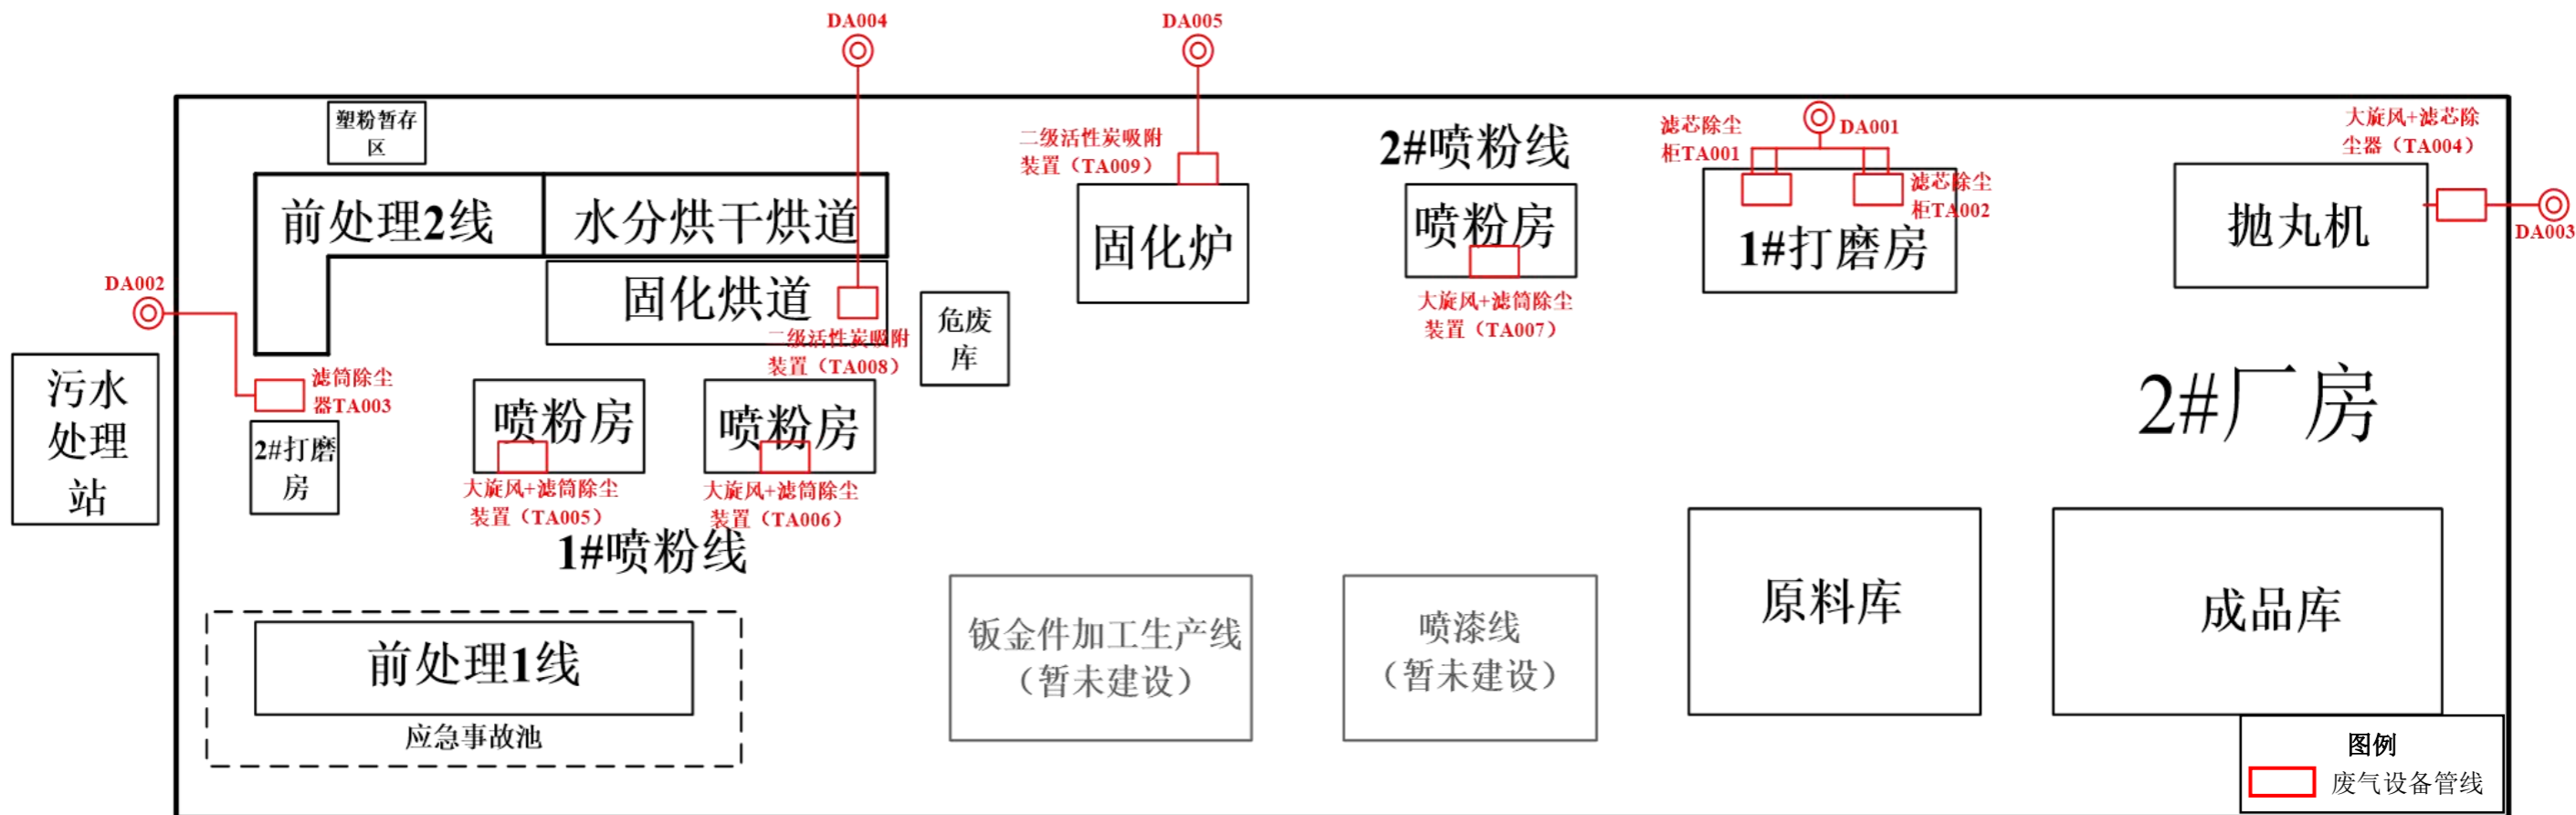 DA004
DA005
塑粉暂存
区
二级活性炭吸附
装置（TA009）
2#喷粉线
滤芯除尘
柜TA001
DA001
大旋风+滤芯除
尘器（TA004）
前处理2线
水分烘干烘道
固化炉
喷粉房
滤芯除尘
柜TA002
1#打磨房
抛丸机
DA003
DA002
固化烘道
二级活性炭吸附
装置（TA008）
危废
库
大旋风+滤筒除尘
装置（TA007）
污水
处理
站
滤筒除尘
器TA003
2#打磨
房
喷粉房
喷粉房
2#厂房
大旋风+滤筒除尘
装置（TA005）
大旋风+滤筒除尘
装置（TA006）
1#喷粉线
前处理1线
应急事故池
钣金件加工生产线
（暂未建设）
喷漆线
（暂未建设）
原料库
成品库
图例
废气设备管线